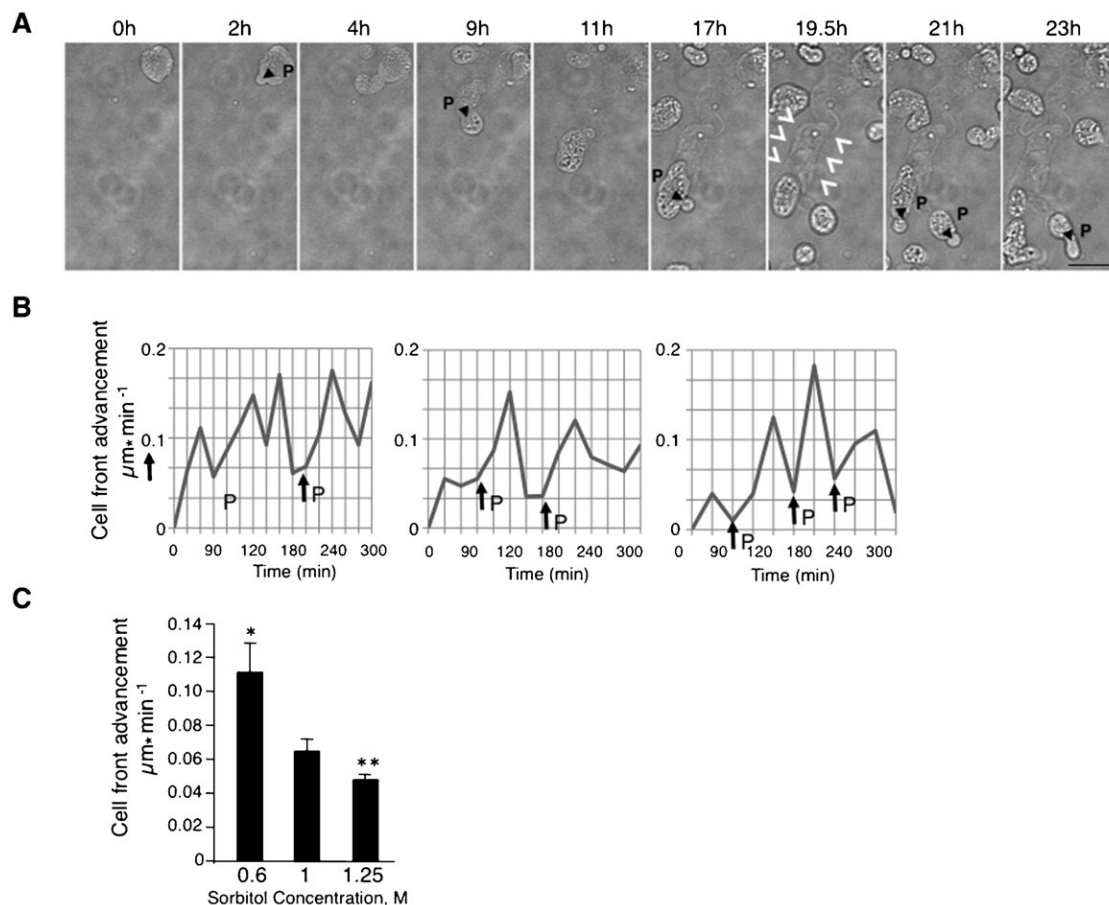 A
0h 2h 4h 9h 11h 17h 19.5h 21h 23h
P P P P P P
B
Cell front advancement
µm* min -1
0.2 0.1 0
P P
0 90 120 180 240 300
Time (min)
0.2 0.1 0
P P
0 90 120 180 240 300
Time (min)
0.2 0.1 0
P P P
0 90 120 180 240 300
Time (min)
C
Cell front advancement
µm* min -1
0.14
0.12
0.10
0.08
0.06
0.04
0.02
0
* **
0.6 1 1.25
Sorbitol Concentration, M